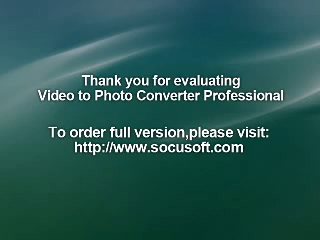 Thank you for evaluating
Video to Photo Converter Professional
To order full version,please visit:
http://www.socusoft.com